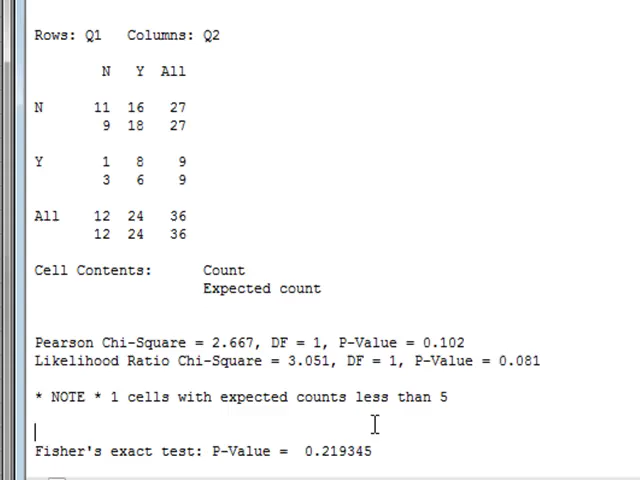 Rows: Q1   Columns: Q2
N   Y  All
N   11  16   27
9  18   27
Y   1   8   9
3   6   9
All   12  24   36
12  24   36
Cell Contents:   Count
Expected count
Pearson Chi-Square = 2.667, DF = 1, P-Value = 0.102
Likelihood Ratio Chi-Square = 3.051, DF = 1, P-Value = 0.081
* NOTE * 1 cells with expected counts less than 5
Fisher's exact test: P-Value =  0.219345